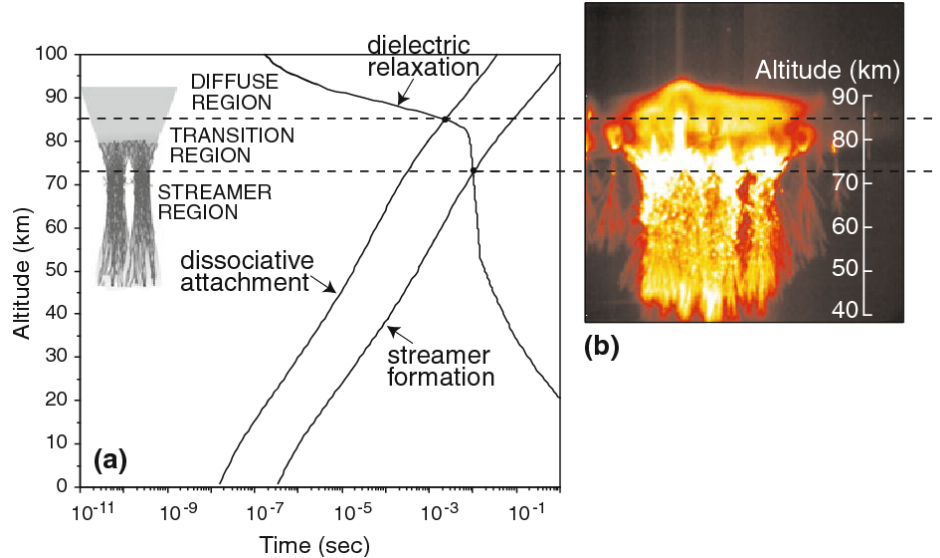 100
90
80
70
60
50
40
30
20
10
0
Altitude (km)
DIFFUSE
REGION
TRANSITION
REGION
STREAMER
REGION
dielectric
relaxation
dissociative
attachment
streamer
formation
(a)
10⁻¹¹ 10⁻⁹ 10⁻⁷ 10⁻⁵ 10⁻³ 10⁻¹
Time (sec)
Altitude (km)
90
80
70
60
50
40
(b)